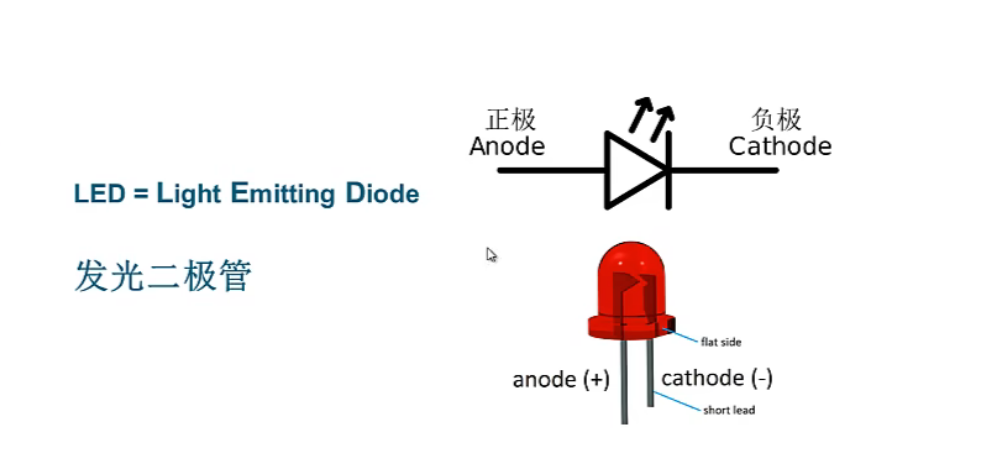 LED = Light Emitting Diode
发光二极管
正极
Anode
负极
Cathode
flat side
anode (+)
cathode (-)
short lead